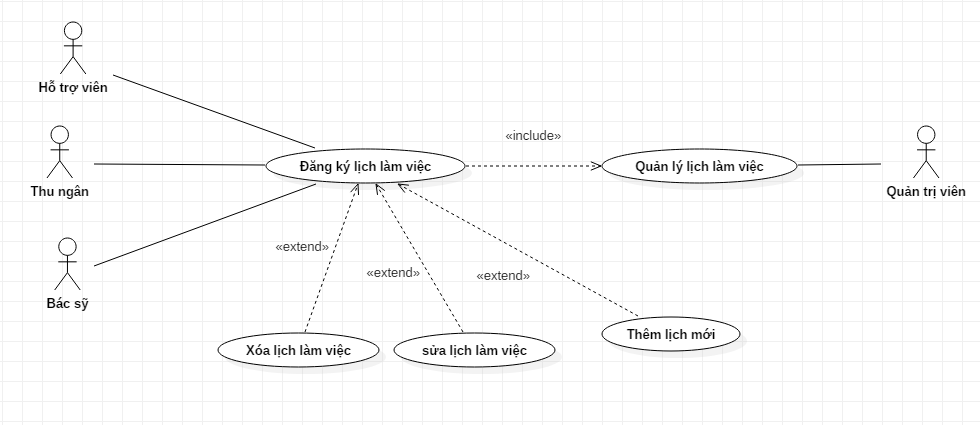 Hỗ trợ viên
«include»
Đăng ký lịch làm việc
Quản lý lịch làm việc
Thu ngân
Quản trị viên
«extend»
«extend»
«extend»
Bác sỹ
Xóa lịch làm việc
sửa lịch làm việc
Thêm lịch mới